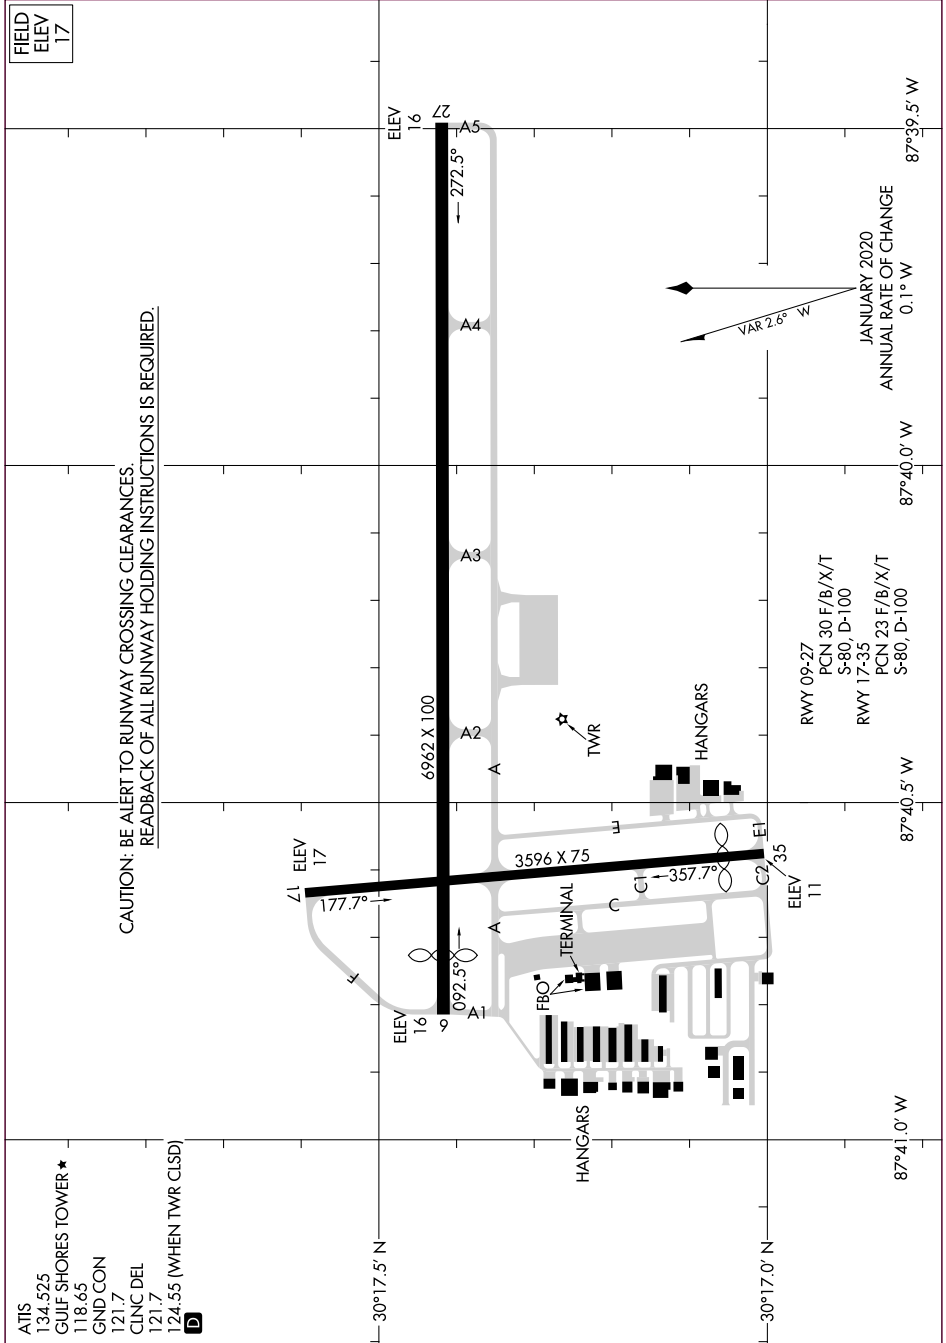 ATIS
134.525
GULF SHORES TOWER ★
118.65
GND CON
121.7
CLNC DEL
121.7
124.55 (WHEN TWR CLSD)
D
FIELD
ELEV
17
CAUTION: BE ALERT TO RUNWAY CROSSING CLEARANCES.
READBACK OF ALL RUNWAY HOLDING INSTRUCTIONS IS REQUIRED.
30°17.5' N
30°17.0' N
87°41.0' W
87°40.5' W
87°40.0' W
87°39.5' W
ELEV
17
17
177.7°
F
ELEV
16
9
092.5°
A1
A
A
A2
A3
A4
A5
6962 X 100
ELEV
16
27
272.5°
3596 X 75
E
E1
C
C1
C2
357.7°
35
ELEV
11
TERMINAL
FBO
HANGARS
HANGARS
TWR
RWY 09-27
PCN 30 F/B/X/T
S-80, D-100
RWY 17-35
PCN 23 F/B/X/T
S-80, D-100
VAR 2.6° W
JANUARY 2020
ANNUAL RATE OF CHANGE
0.1° W